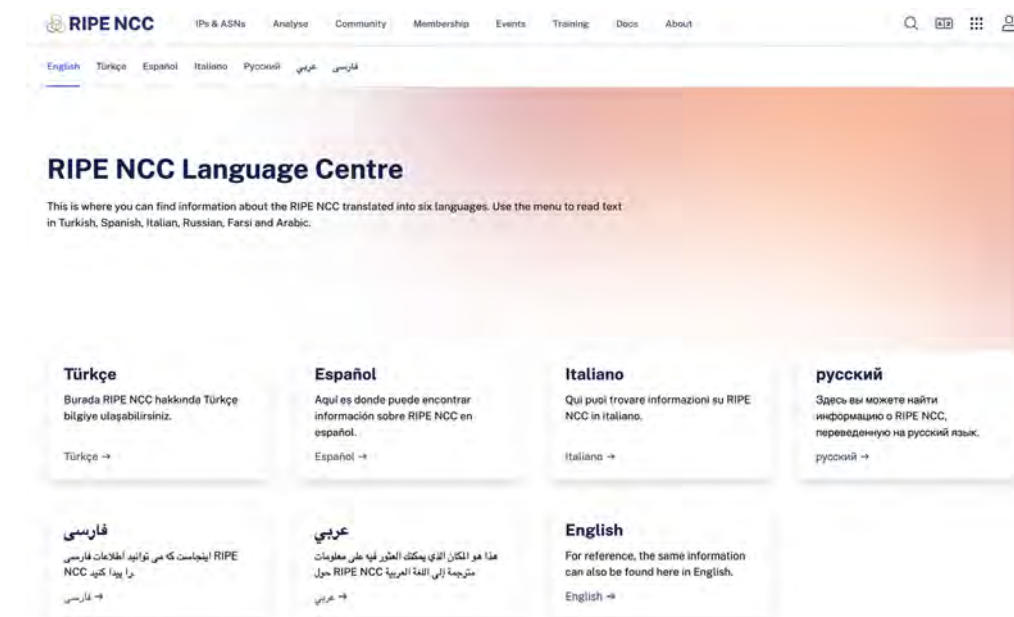 RIPE NCC
IPs & ASNs Analyse Community Membership Events Training Docs About
English Türkçe Español Italiano Русский عربي فارسی
RIPE NCC Language Centre
This is where you can find information about the RIPE NCC translated into six languages. Use the menu to read text
in Turkish, Spanish, Italian, Russian, Farsi and Arabic.
Türkçe
Burada RIPE NCC hakkında Türkçe
bilgiye ulaşabilirsiniz.
Türkçe →
Español
Aquí es donde puede encontrar
información sobre RIPE NCC en
español.
Español →
Italiano
Qui puoi trovare informazioni su RIPE
NCC in italiano.
Italiano →
русский
Здесь вы можете найти
информацию о RIPE NCC,
переведенную на русский язык.
русский →
فارسی
RIPE اینجاست که می توانید اطلاعات فارسی
را پیدا کنید NCC
فارسی →
عربي
هذا هو المكان الذي يمكنك العثور فيه على معلومات
مترجمة إلى اللغة العربية RIPE NCC حول
عربي →
English
For reference, the same information
can also be found here in English.
English →